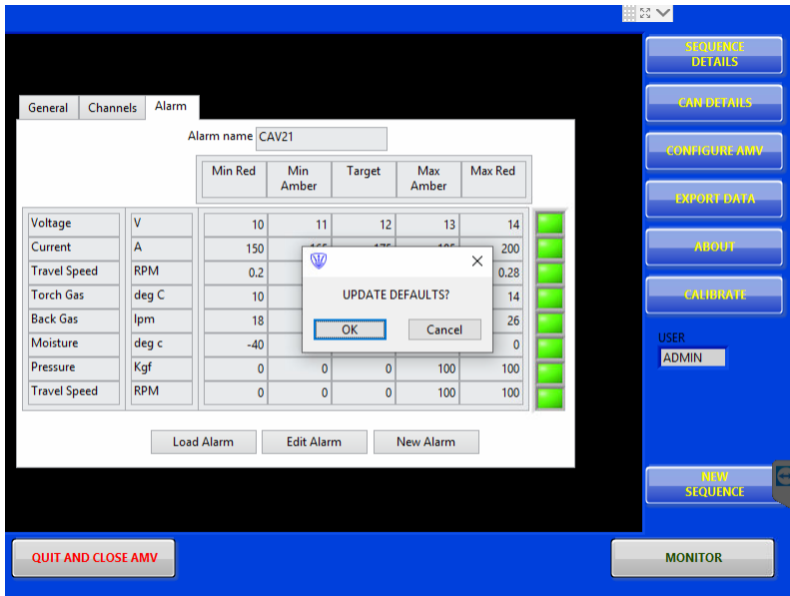 SEQUENCE
DETAILS
General Channels Alarm
CAN DETAILS
Alarm name CAV21
CONFIGURE AMV
Min Red Min Amber Target Max Amber Max Red
EXPORT DATA
Voltage V 10 11 12 13 14
ABOUT
Current A 150 200
Travel Speed RPM 0.2 0.28
UPDATE DEFAULTS?
Torch Gas deg C 10 14
CALIBRATE
Back Gas lpm 18 26
OK Cancel
Moisture deg c -40 0
USER
ADMIN
Pressure Kgf 0 0 0 100 100
Travel Speed RPM 0 0 0 100 100
Load Alarm Edit Alarm New Alarm
NEW
SEQUENCE
QUIT AND CLOSE AMV MONITOR